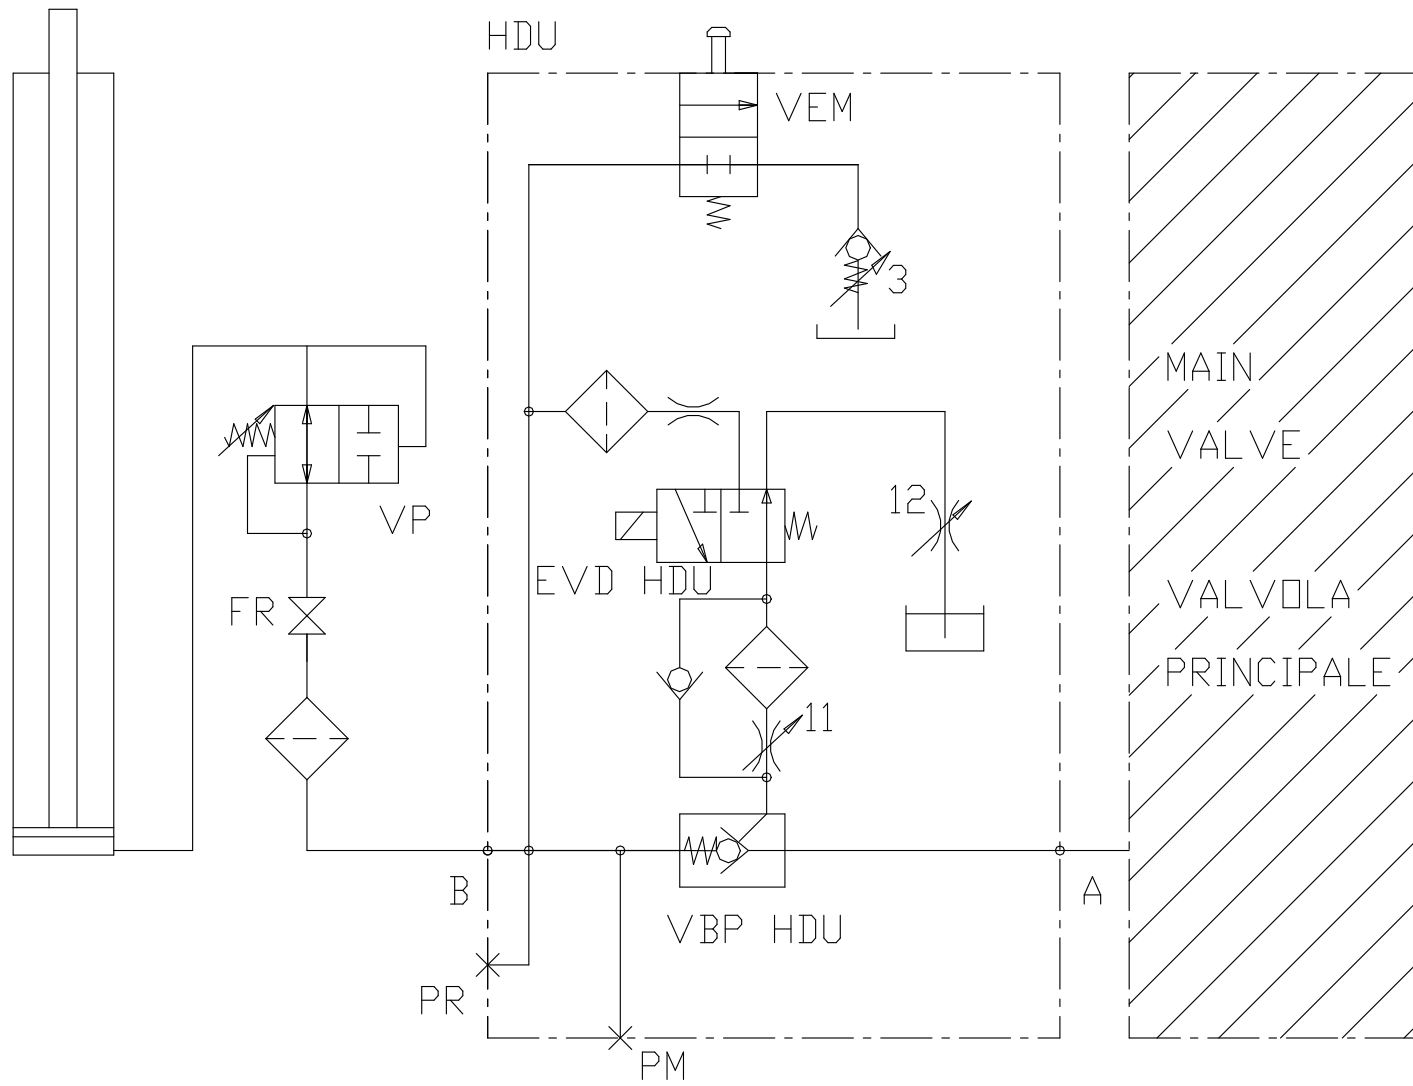 HDU
VEM
3
MAIN
VALVE
12
VP
EVD HDU
VALVOLA
FR
PRINCIPALE
11
B
A
VBP HDU
PR
PM